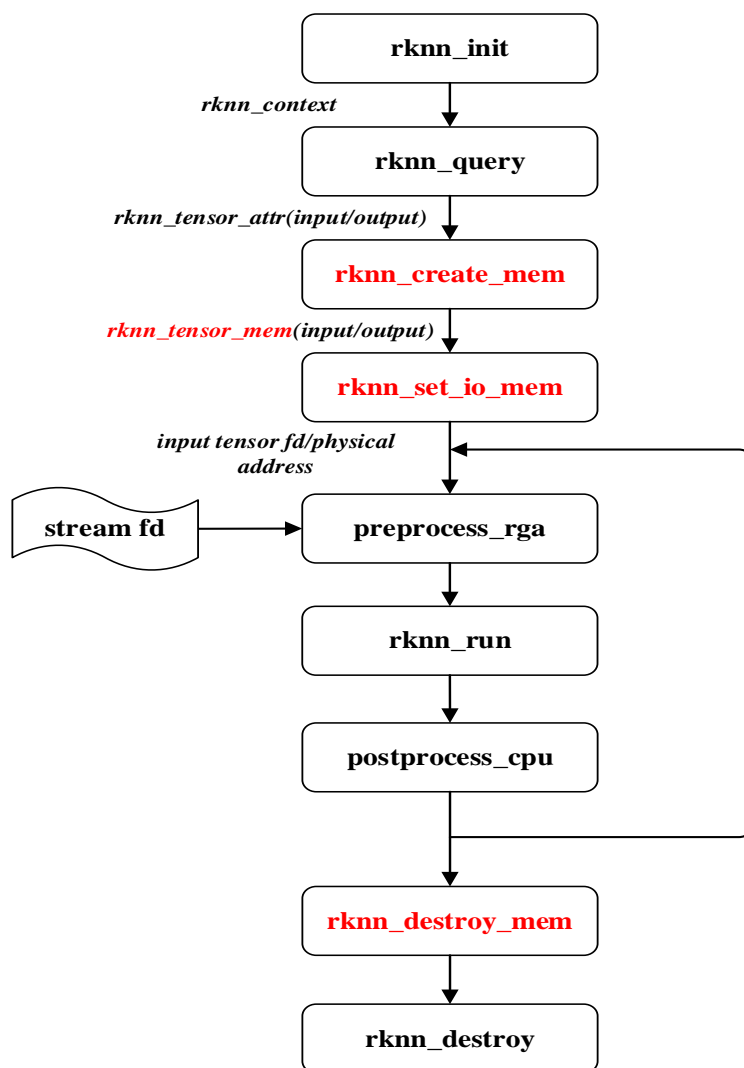 rknn_init
rknn_context
rknn_query
rknn_tensor_attr(input/output)
rknn_create_mem
rknn_tensor_mem(input/output)
rknn_set_io_mem
input tensor fd/physical
address
stream fd
preprocess_rga
rknn_run
postprocess_cpu
rknn_destroy_mem
rknn_destroy